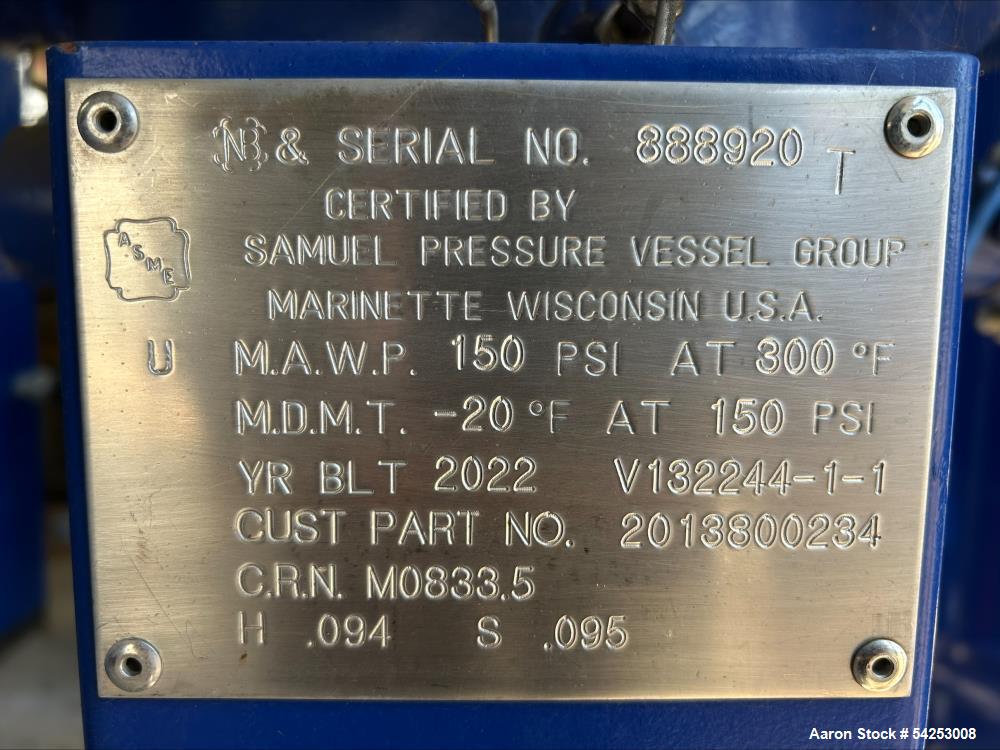 NB & SERIAL NO. 888920 T
CERTIFIED BY
ASME
SAMUEL PRESSURE VESSEL GROUP
MARINETTE WISCONSIN U.S.A.
U M.A.W.P. 150 PSI AT 300 °F
M.D.M.T. -20 °F AT 150 PSI
YR BLT 2022 V132244-1-1
CUST PART NO. 2013800234
C.R.N. M0833.5
H .094 S .095
Aaron Stock # 54253008